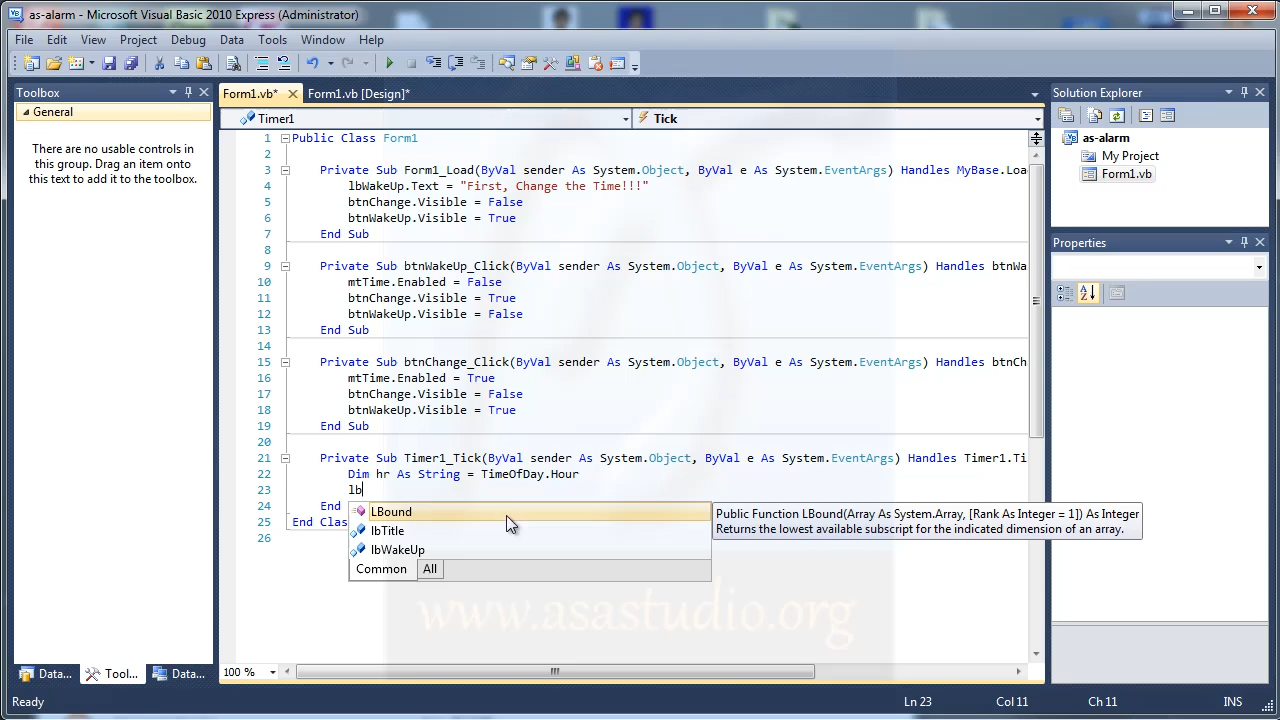 as-alarm - Microsoft Visual Basic 2010 Express (Administrator)
File Edit View Project Debug Data Tools Window Help
Toolbox
General
There are no usable controls in
this group. Drag an item onto
this text to add it to the toolbox.
Data...
Tool...
Data...
Form1.vb*
Form1.vb [Design]*
Timer1
Tick
1 Public Class Form1
2
3 Private Sub Form1_Load(ByVal sender As System.Object, ByVal e As System.EventArgs) Handles MyBase.Loa
4 lbWakeUp.Text = "First, Change the Time!!!"
5 btnChange.Visible = False
6 btnWakeUp.Visible = True
7 End Sub
8
9 Private Sub btnWakeUp_Click(ByVal sender As System.Object, ByVal e As System.EventArgs) Handles btnWa
10 mtTime.Enabled = False
11 btnChange.Visible = True
12 btnWakeUp.Visible = False
13 End Sub
14
15 Private Sub btnChange_Click(ByVal sender As System.Object, ByVal e As System.EventArgs) Handles btnCh
16 mtTime.Enabled = True
17 btnChange.Visible = False
18 btnWakeUp.Visible = True
19 End Sub
20
21 Private Sub Timer1_Tick(ByVal sender As System.Object, ByVal e As System.EventArgs) Handles Timer1.Ti
22 Dim hr As String = TimeOfDay.Hour
23 lb
24 End
25 End Clas
26
LBound
lbTitle
lbWakeUp
Common All
Public Function LBound(Array As System.Array, [Rank As Integer = 1]) As Integer
Returns the lowest available subscript for the indicated dimension of an array.
www.asastudio.org
100 %
Solution Explorer
as-alarm
My Project
Form1.vb
Properties
Ready
Ln 23
Col 11
Ch 11
INS